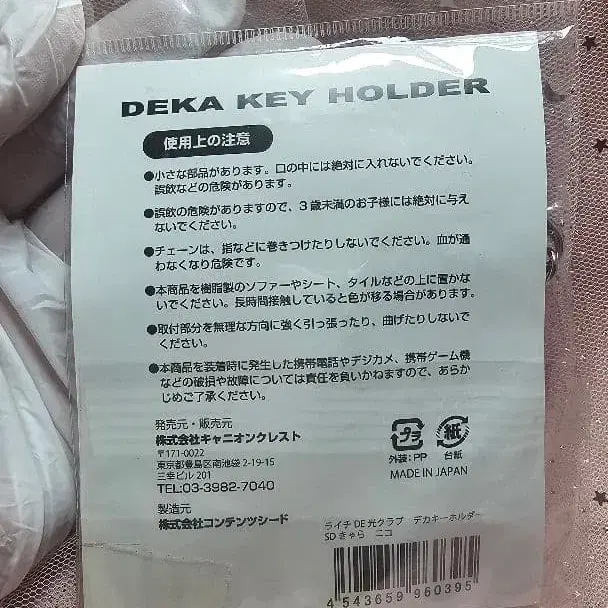 DEKA KEY HOLDER
使用上の注意
●小さな部品があります。口の中には絶対に入れないでください。
誤飲などの危険があります。
●誤飲の危険がありますので、3歳未満のお子様には絶対に与え
ないでください。
●チェーンは、指などに巻きつけたりしないでください。血が通
わなくなり危険です。
●本商品を樹脂製のソファーやシート、タイルなどの上に置かな
いでください。長時間接触していると色が移る場合があります。
●取付部分を無理な方向に強く引っ張ったり、曲げたりしないで
ください。
●本商品を装着時に発生した携帯電話やデジカメ、携帯ゲーム機
などの破損や故障については責任を負いかねますので、あらか
じめご了承ください。
発売元・販売元
株式会社キャニオンクレスト
〒171-0022
東京都豊島区南池袋 2-19-15
三幸ビル 201
TEL:03-3982-7040
製造元
株式会社コンテンツシード
プラ
外装:PP
紙
台紙
MADE IN JAPAN
ライチ DE 光クラブ デカキーホルダー
SD きゃら ニコ
4 543659 960395